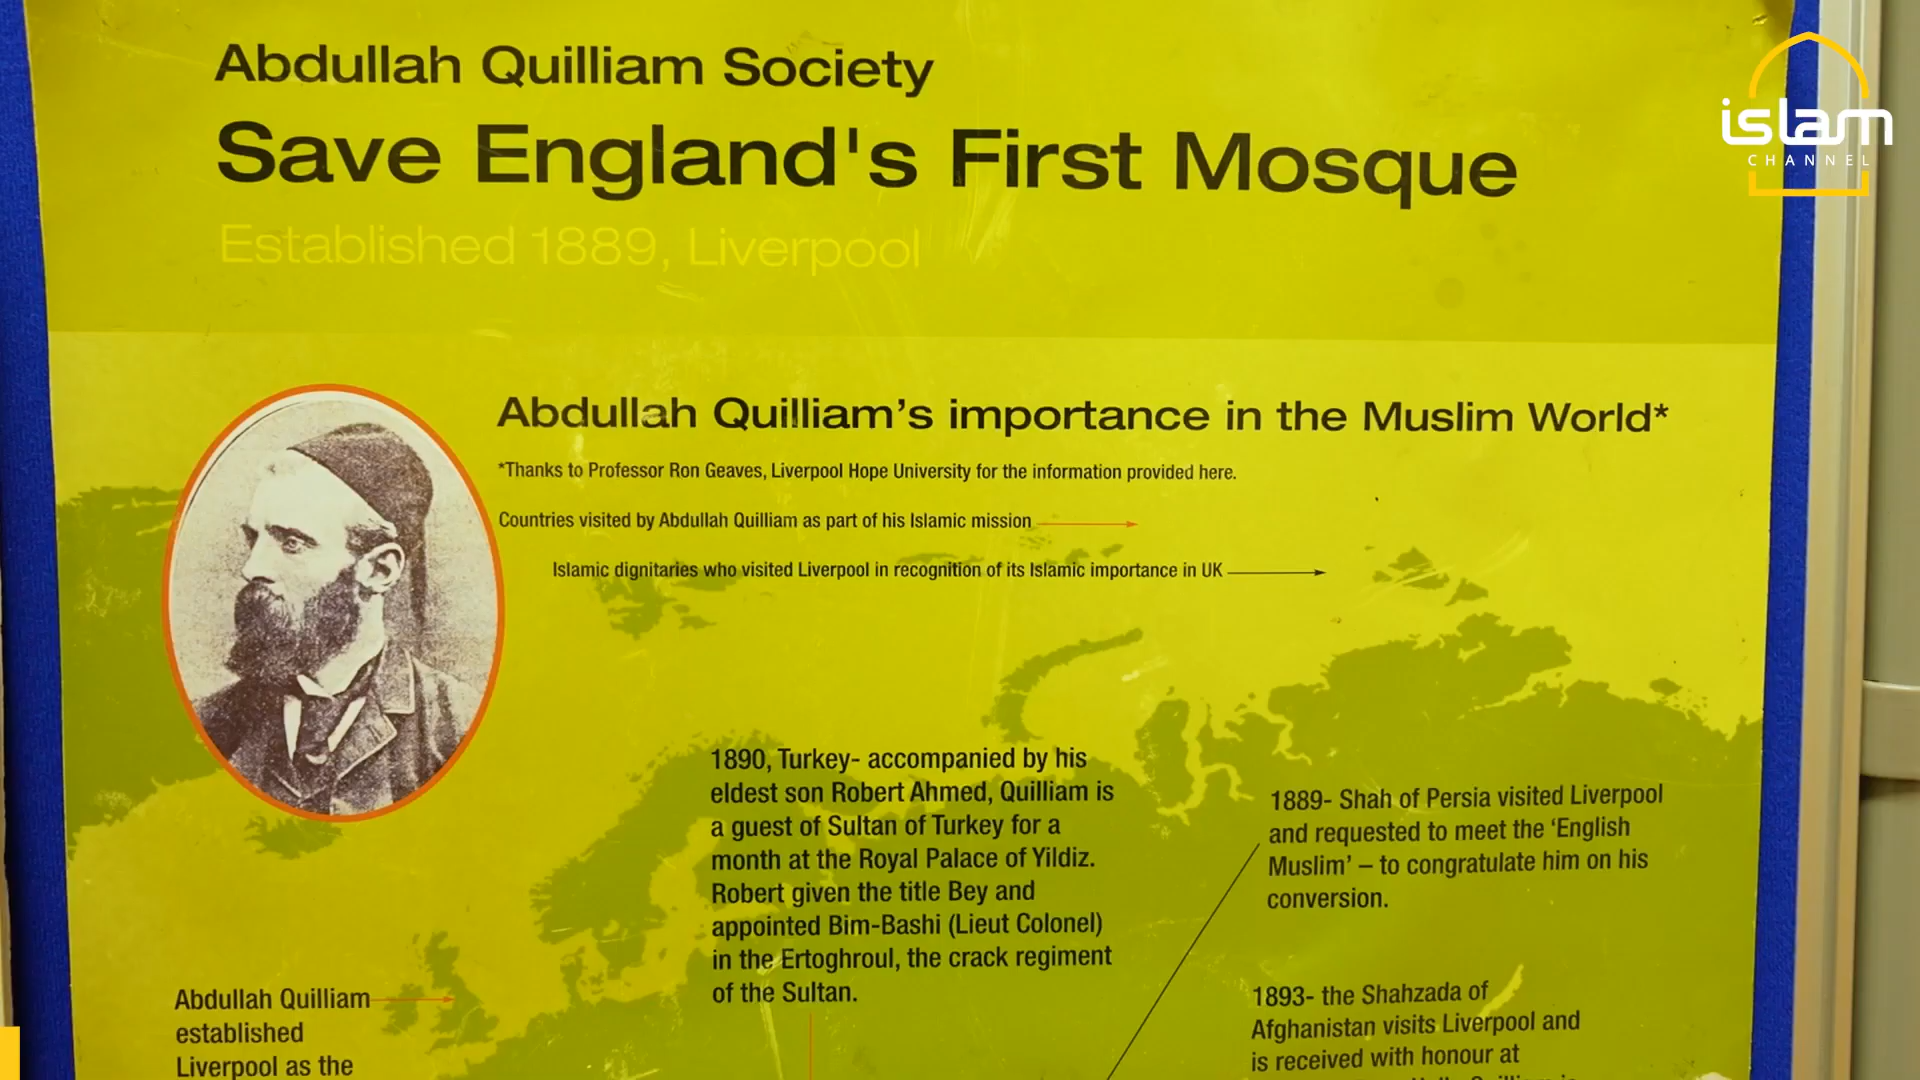 Abdullah Quilliam Society
Save England's First Mosque
Established 1889, Liverpool
islam
CHANNEL
Abdullah Quilliam’s importance in the Muslim World*
*Thanks to Professor Ron Geaves, Liverpool Hope University for the information provided here.
Countries visited by Abdullah Quilliam as part of his Islamic mission
Islamic dignitaries who visited Liverpool in recognition of its Islamic importance in UK
1890, Turkey- accompanied by his
eldest son Robert Ahmed, Quilliam is
a guest of Sultan of Turkey for a
month at the Royal Palace of Yildiz.
Robert given the title Bey and
appointed Bim-Bashi (Lieut Colonel)
in the Ertoghroul, the crack regiment
of the Sultan.
1889- Shah of Persia visited Liverpool
and requested to meet the ‘English
Muslim’ – to congratulate him on his
conversion.
1893- the Shahzada of
Afghanistan visits Liverpool and
is received with honour at
Abdullah Quilliam
established
Liverpool as the